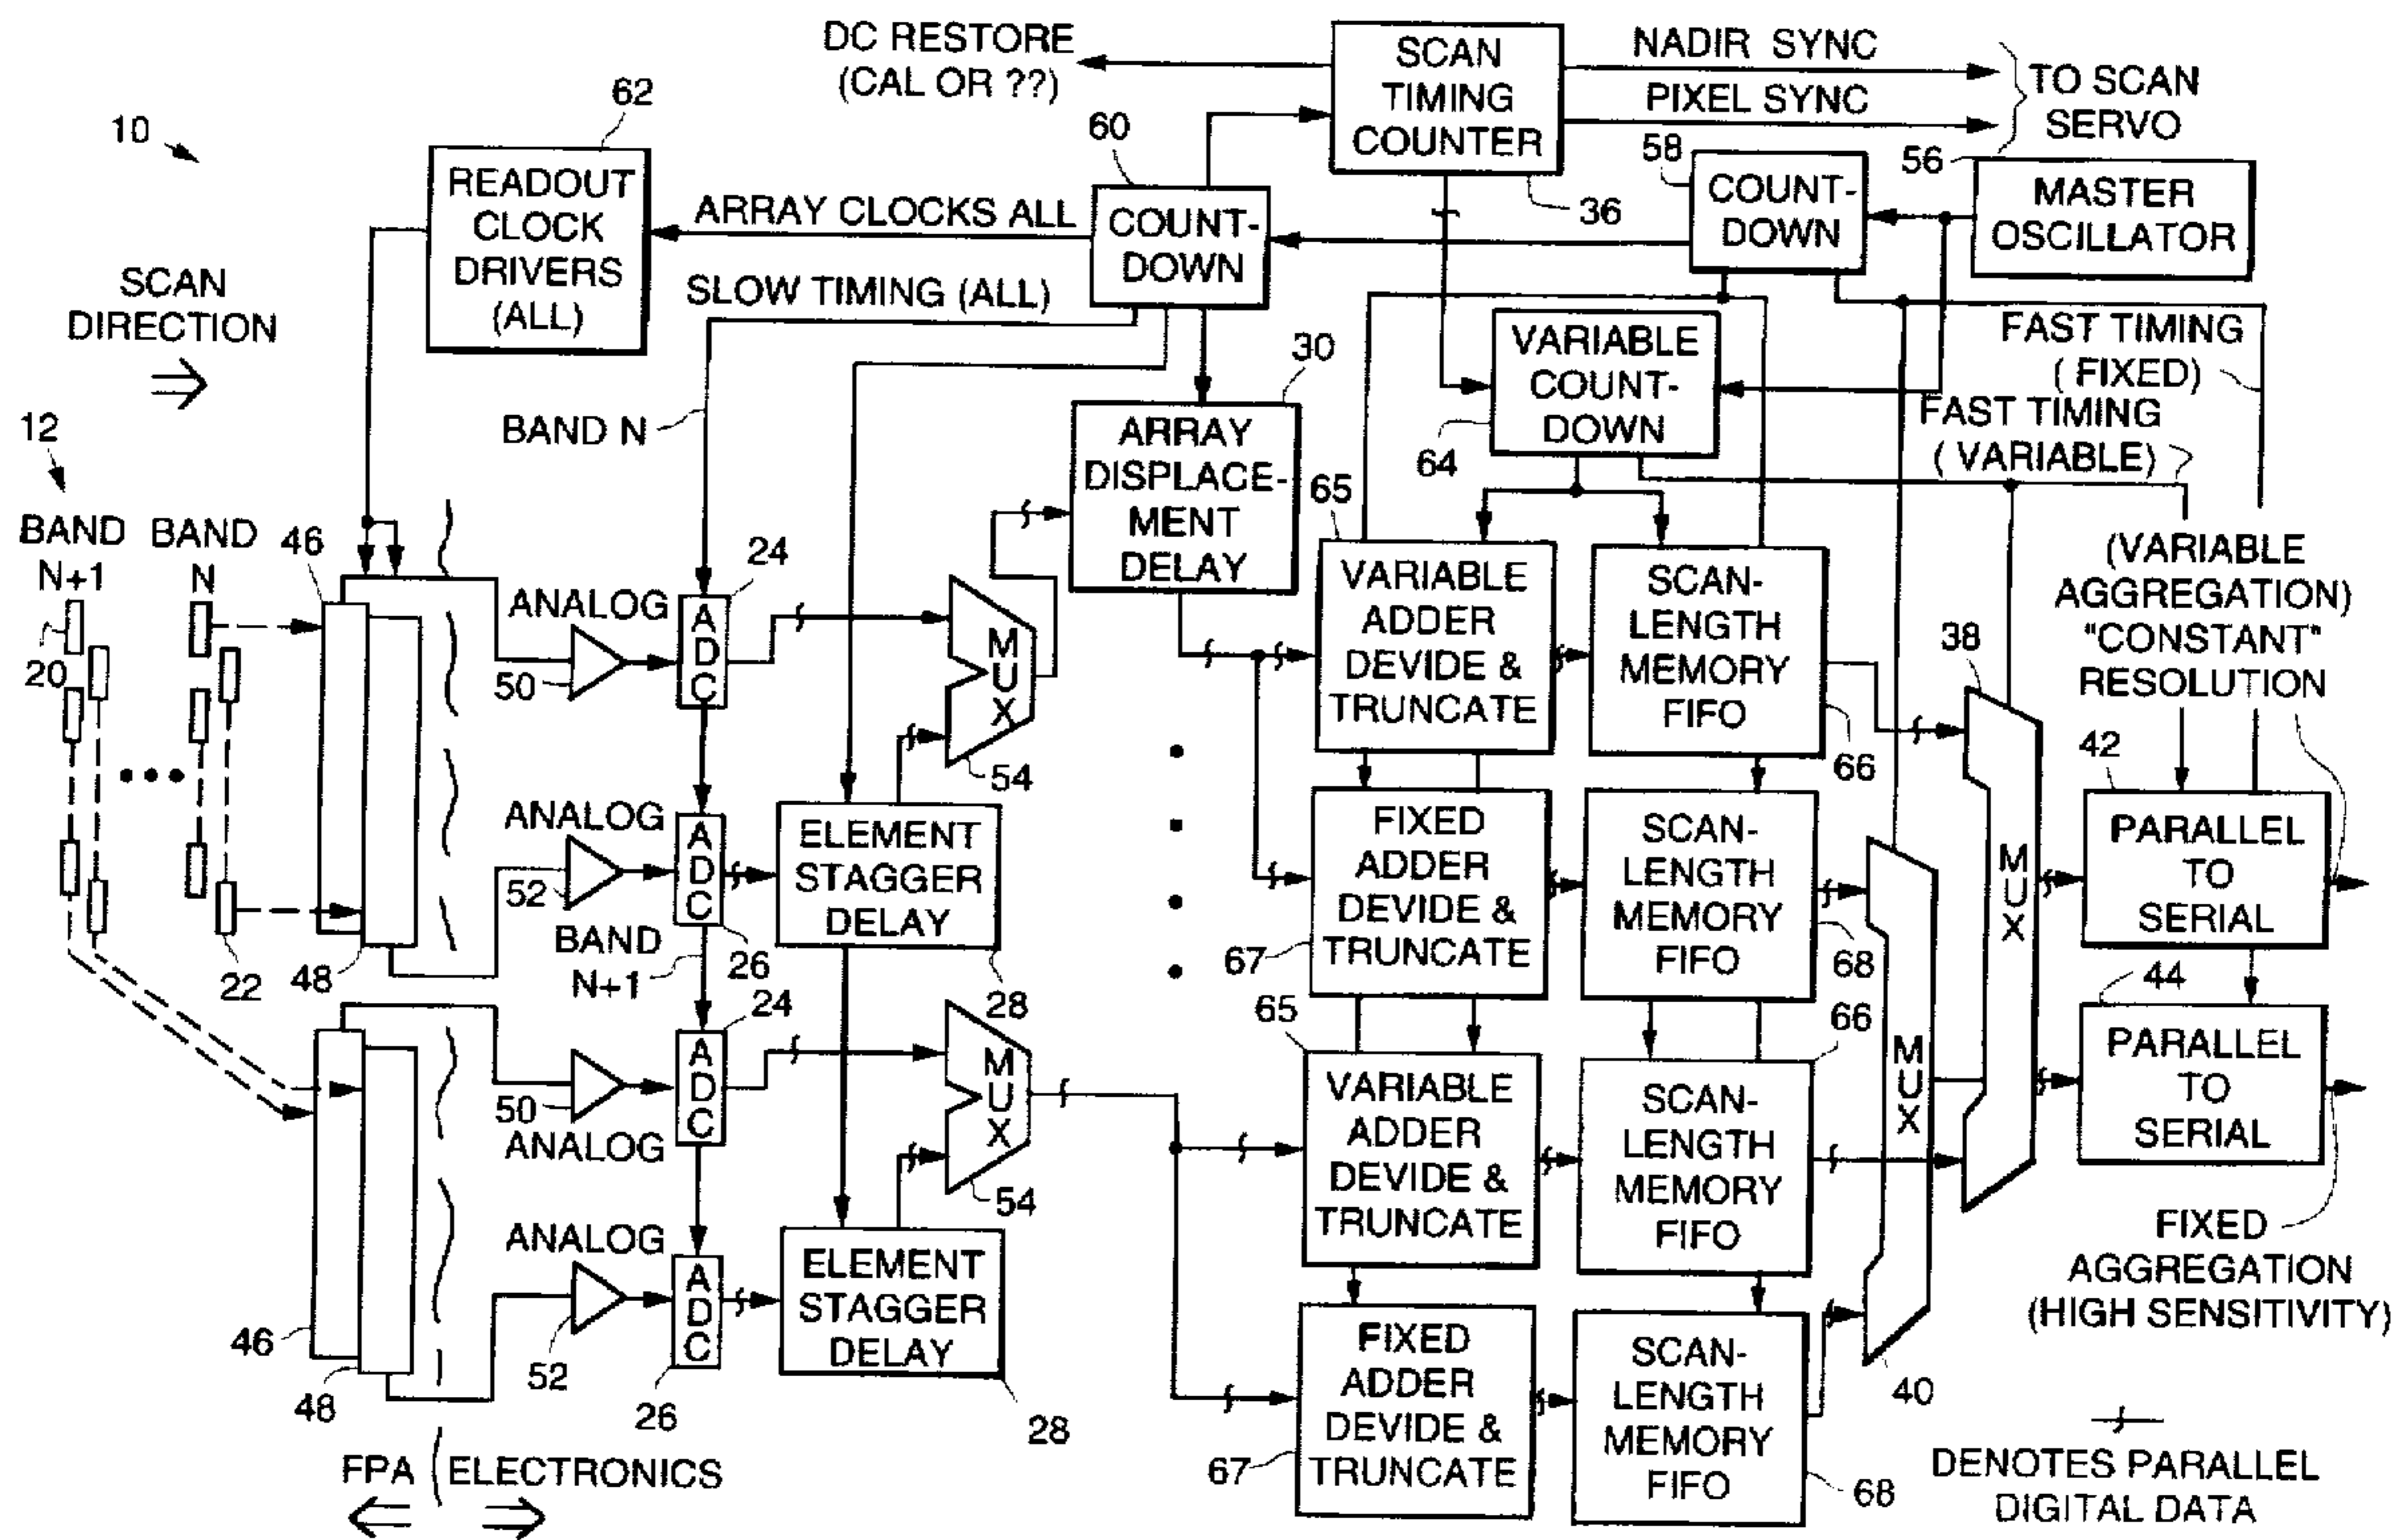 DC RESTORE
(CAL OR ??)
SCAN
TIMING
COUNTER
36
NADIR SYNC
PIXEL SYNC
TO SCAN
SERVO
10
62
READOUT
CLOCK
DRIVERS
(ALL)
ARRAY CLOCKS ALL
60
COUNT-
DOWN
58
COUNT-
DOWN
56
MASTER
OSCILLATOR
SCAN
DIRECTION
SLOW TIMING (ALL)
BAND N
30
ARRAY
DISPLACE-
MENT
DELAY
VARIABLE
COUNT-
DOWN
64
FAST TIMING
( FIXED)
FAST TIMING
( VARIABLE)
12
BAND
N+1
BAND
N
20
22
46
48
ANALOG
50
24
ADC
MUX
54
ANALOG
52
ADC
26
BAND
N+1
ELEMENT
STAGGER
DELAY
28
65
VARIABLE
ADDER
DEVIDE &
TRUNCATE
SCAN-
LENGTH
MEMORY
FIFO
66
38
(VARIABLE
AGGREGATION)
"CONSTANT"
RESOLUTION
FIXED
ADDER
DEVIDE &
TRUNCATE
67
SCAN-
LENGTH
MEMORY
FIFO
68
MUX
42
PARALLEL
TO
SERIAL
44
PARALLEL
TO
SERIAL
46
48
50
ANALOG
24
ADC
MUX
54
ANALOG
52
ADC
26
ELEMENT
STAGGER
DELAY
28
65
VARIABLE
ADDER
DEVIDE &
TRUNCATE
SCAN-
LENGTH
MEMORY
FIFO
66
MUX
40
FIXED
ADDER
DEVIDE &
TRUNCATE
67
SCAN-
LENGTH
MEMORY
FIFO
68
FIXED
AGGREGATION
(HIGH SENSITIVITY)
FPA
ELECTRONICS
DENOTES PARALLEL
DIGITAL DATA